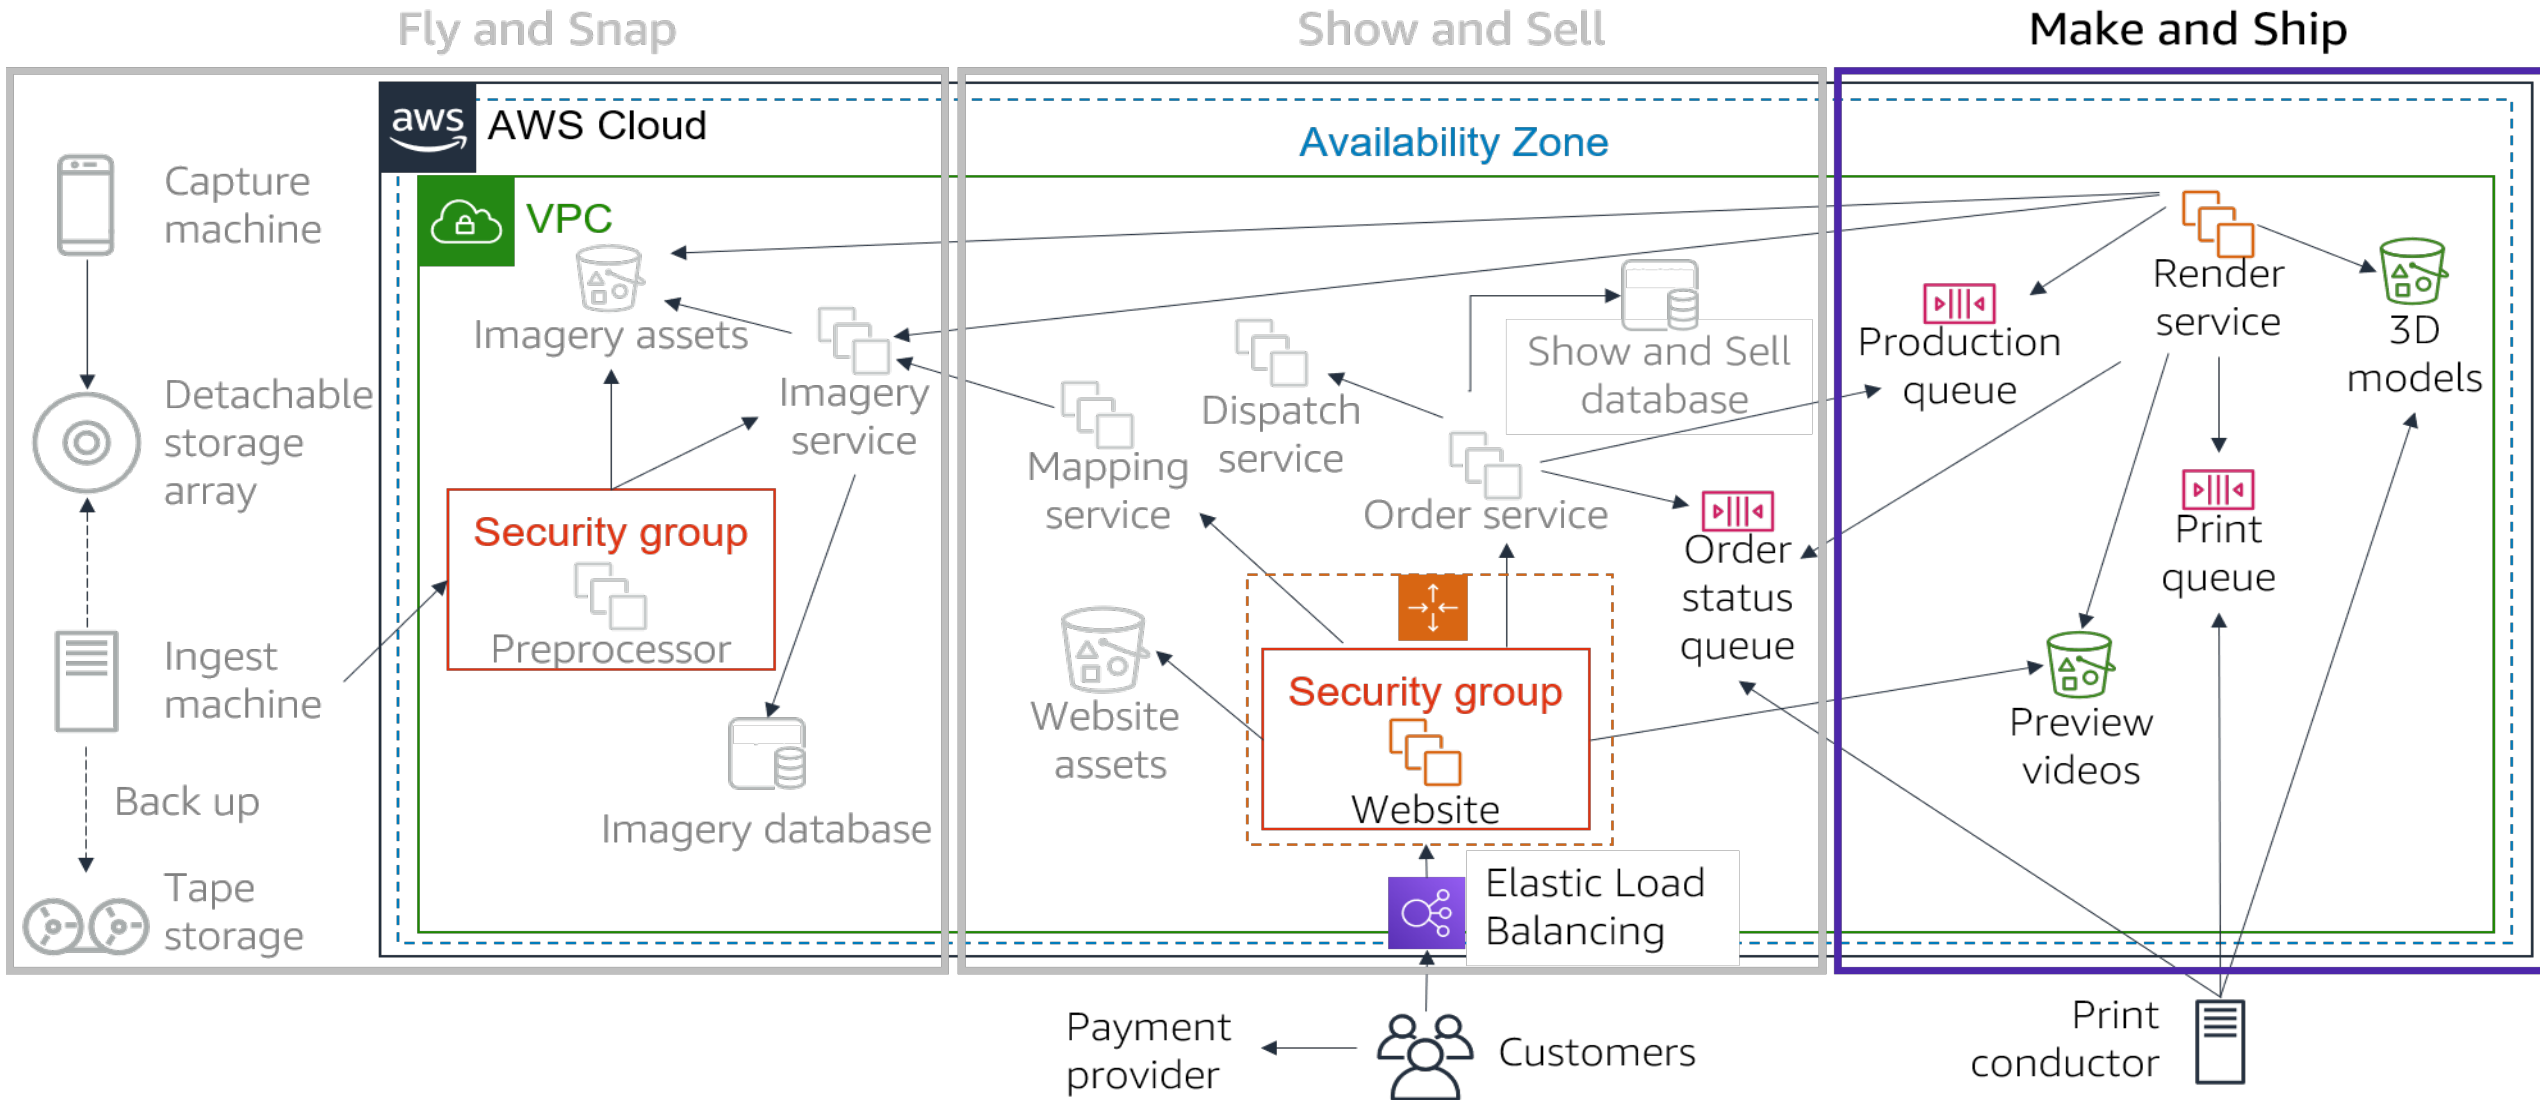 Fly and Snap
Show and Sell
Make and Ship
aws
AWS Cloud
Availability Zone
VPC
Capture
machine
Detachable
storage
array
Ingest
machine
Back up
Tape
storage
Imagery assets
Imagery
service
Security group
Preprocessor
Imagery database
Mapping
service
Dispatch
service
Show and Sell
database
Order service
Order
status
queue
Website
assets
Security group
Website
Elastic Load
Balancing
Production
queue
Render
service
3D
models
Print
queue
Preview
videos
Payment
provider
Customers
Print
conductor